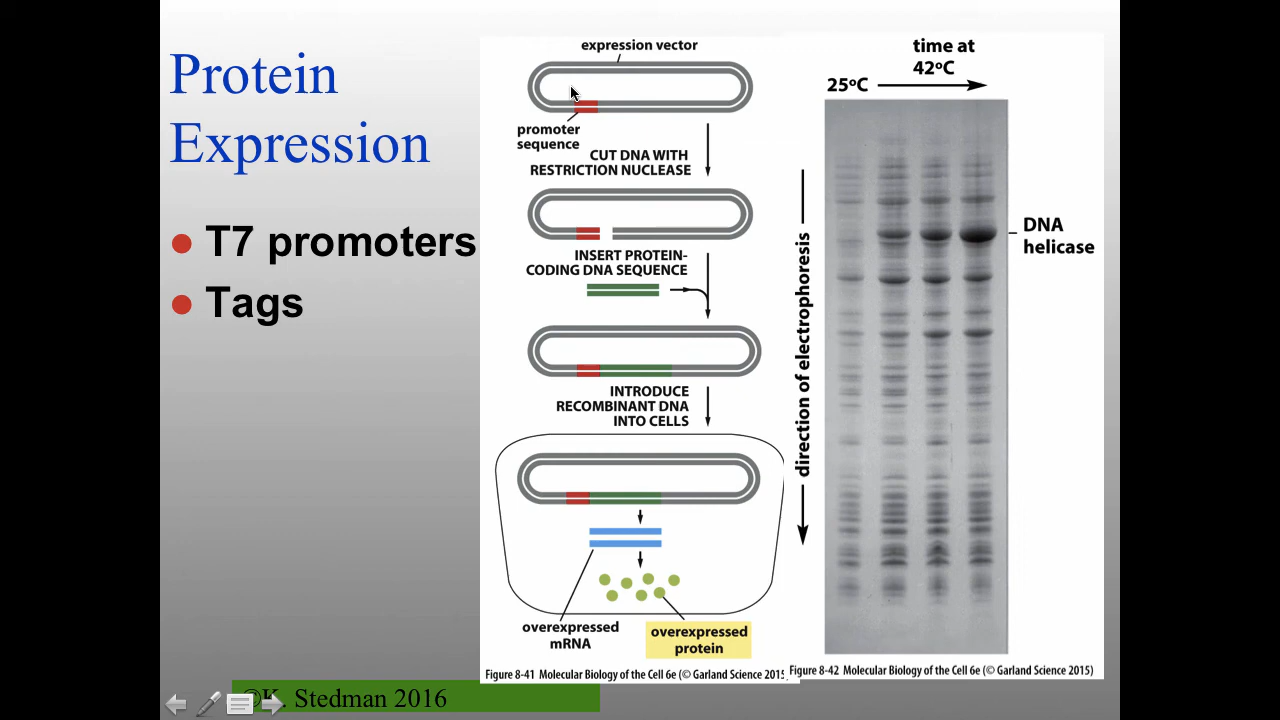 Protein
Expression
T7 promoters
Tags
expression vector
promoter
sequence
CUT DNA WITH
RESTRICTION NUCLEASE
INSERT PROTEIN-
CODING DNA SEQUENCE
INTRODUCE
RECOMBINANT DNA
INTO CELLS
overexpressed
mRNA
overexpressed
protein
Figure 8-41 Molecular Biology of the Cell 6e (© Garland Science 2015
time at
42ºC
25ºC
direction of electrophoresis
DNA
helicase
Figure 8-42 Molecular Biology of the Cell 6e (© Garland Science 2015)
©K. Stedman 2016